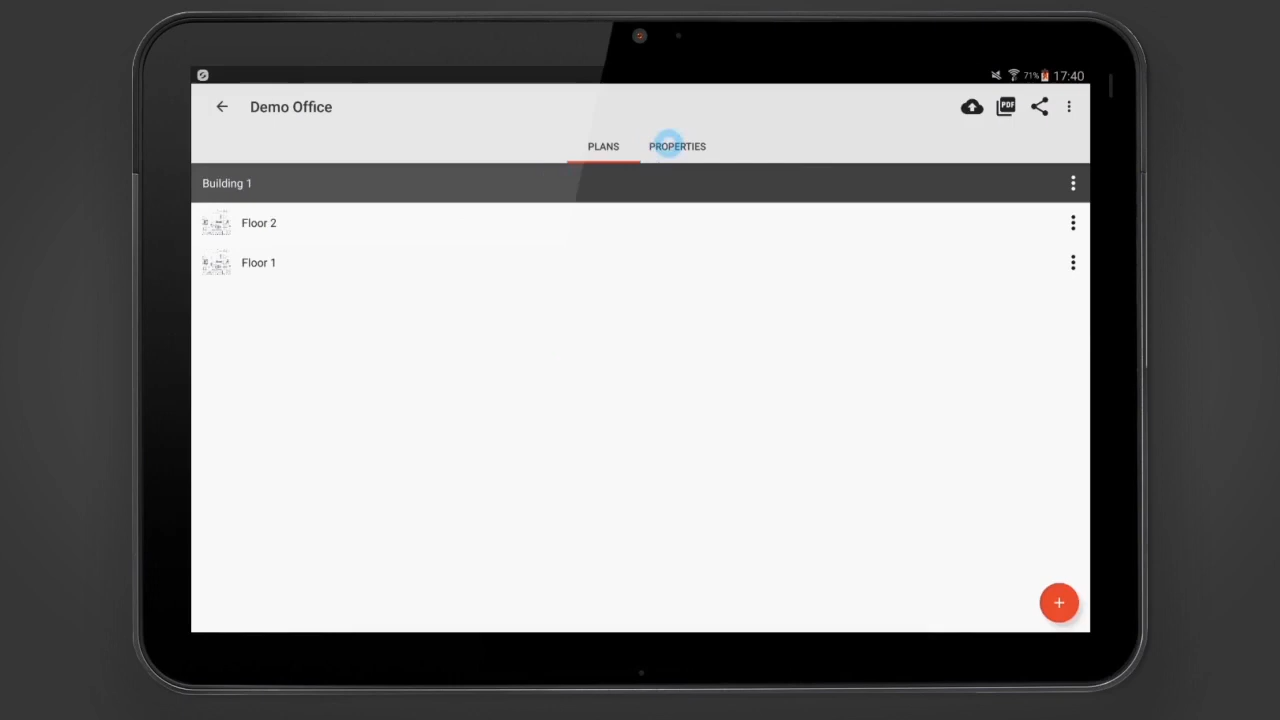 71% 17:40
Demo Office
PDF
PLANS PROPERTIES
Building 1
Floor 2
Floor 1